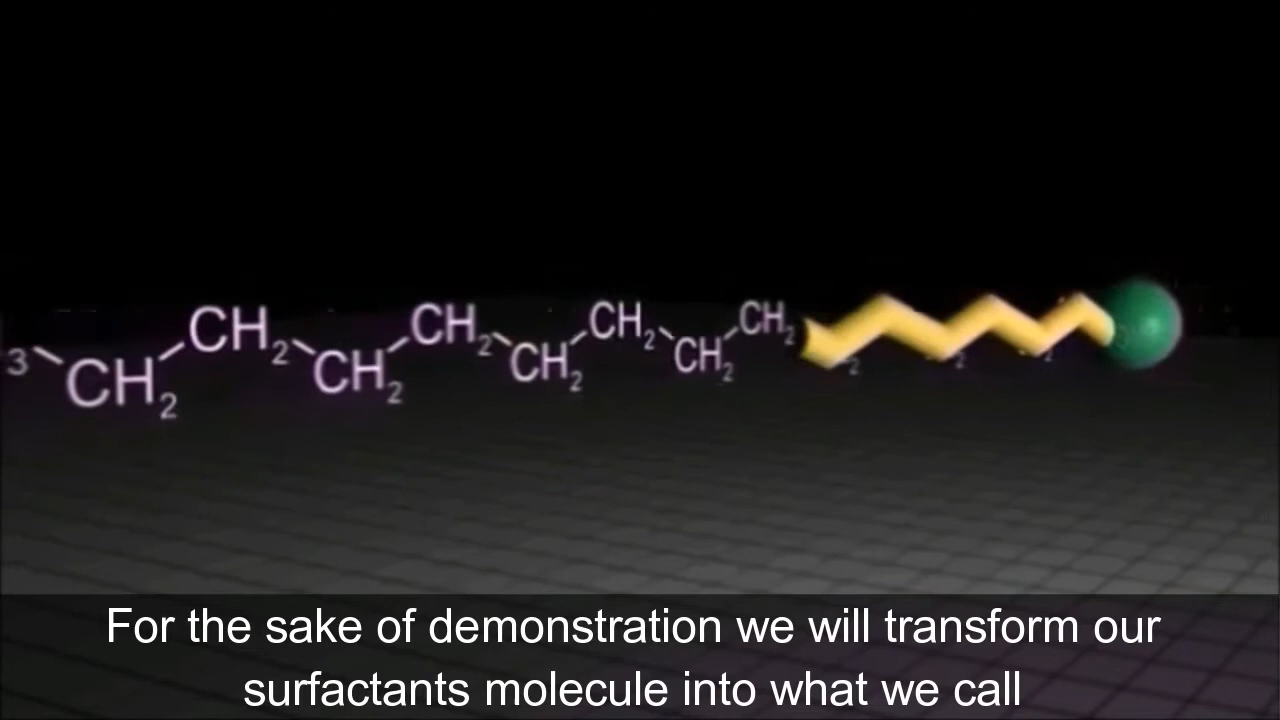 3 CH2 CH2 CH2 CH2 CH2 CH2 CH2 CH2
For the sake of demonstration we will transform our
surfactants molecule into what we call